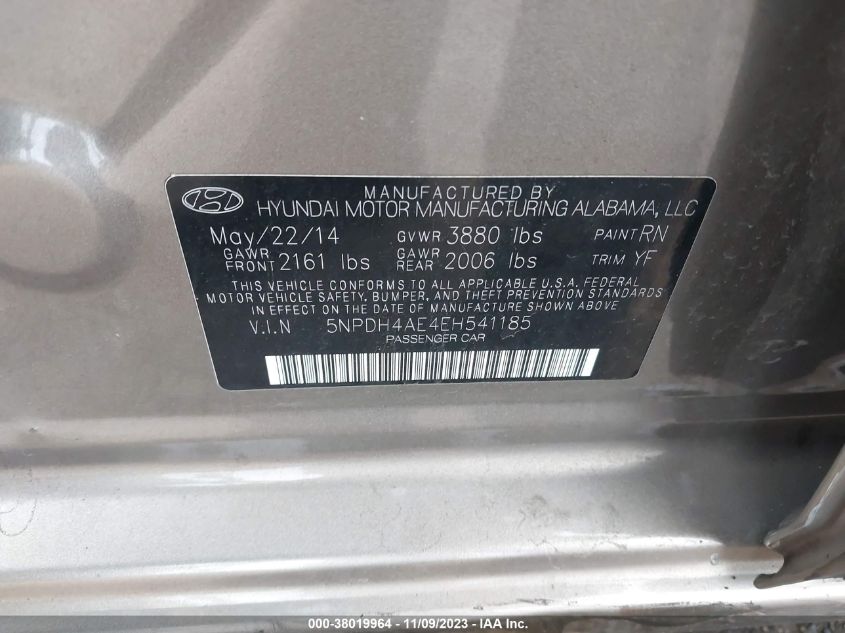 MANUFACTURED BY
HYUNDAI MOTOR MANUFACTURING ALABAMA, LLC
May/22/14 GVWR 3880 lbs PAINT RN
GAWR FRONT 2161 lbs GAWR REAR 2006 lbs TRIM YF
THIS VEHICLE CONFORMS TO ALL APPLICABLE U.S.A. FEDERAL
MOTOR VEHICLE SAFETY, BUMPER, AND THEFT PREVENTION STANDARDS
IN EFFECT ON THE DATE OF MANUFACTURE SHOWN ABOVE
V.I.N 5NPDH4AE4EH541185
PASSENGER CAR
000-38019964 - 11/09/2023 - IAA Inc.